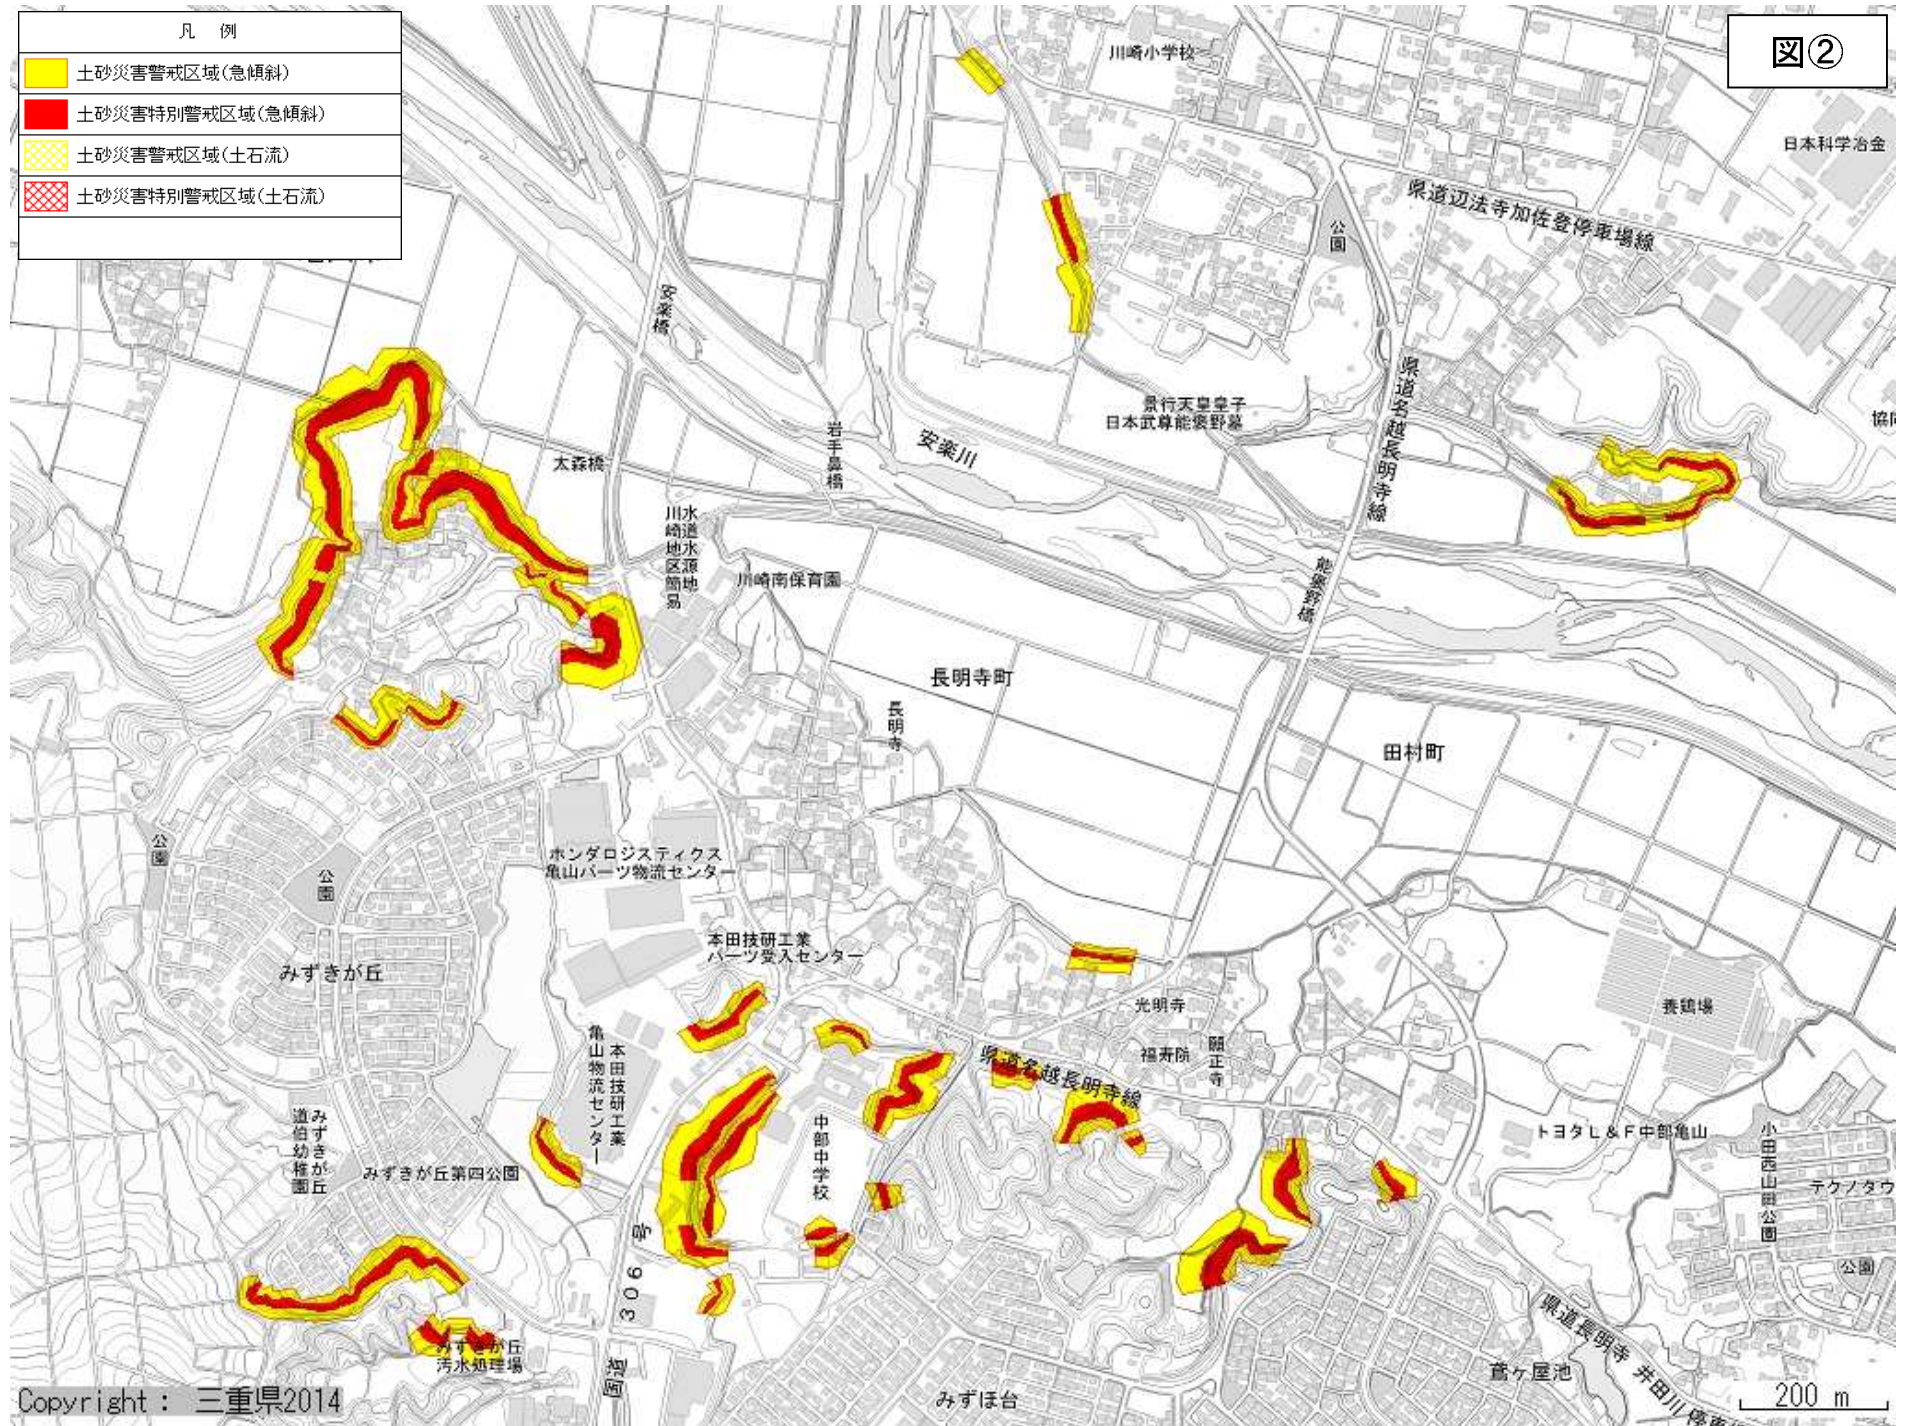 凡 例
土砂災害警戒区域(急傾斜)
土砂災害特別警戒区域(急傾斜)
土砂災害警戒区域(土石流)
土砂災害特別警戒区域(土石流)
図②
川崎小学校
日本科学冶金
県道辺法寺加佐登停車場線
公園
安楽橋
県道名越長明寺線
景行天皇皇子
日本武尊能褒野墓
岩手鼻橋
安楽川
太森橋
水道水源地
川崎地区簡易
川崎南保育園
能褒野橋
長明寺町
長明寺
田村町
公園
公園
ホンダロジスティクス
亀山パーツ物流センター
本田技研工業
パーツ受入センター
みずきが丘
光明寺
養鶏場
福寿院
願正寺
県道名越長明寺線
本田技研工業
亀山物流センター
中部中学校
みずきが丘
道伯幼稚園
みずきが丘第四公園
トヨタL&F中部亀山
小田西山田公園
テクノタウ
公園
国道306号
みずきが丘
汚水処理場
県道長明寺 井田川停車
鳶ヶ屋池
みずほ台
Copyright : 三重県2014
200 m